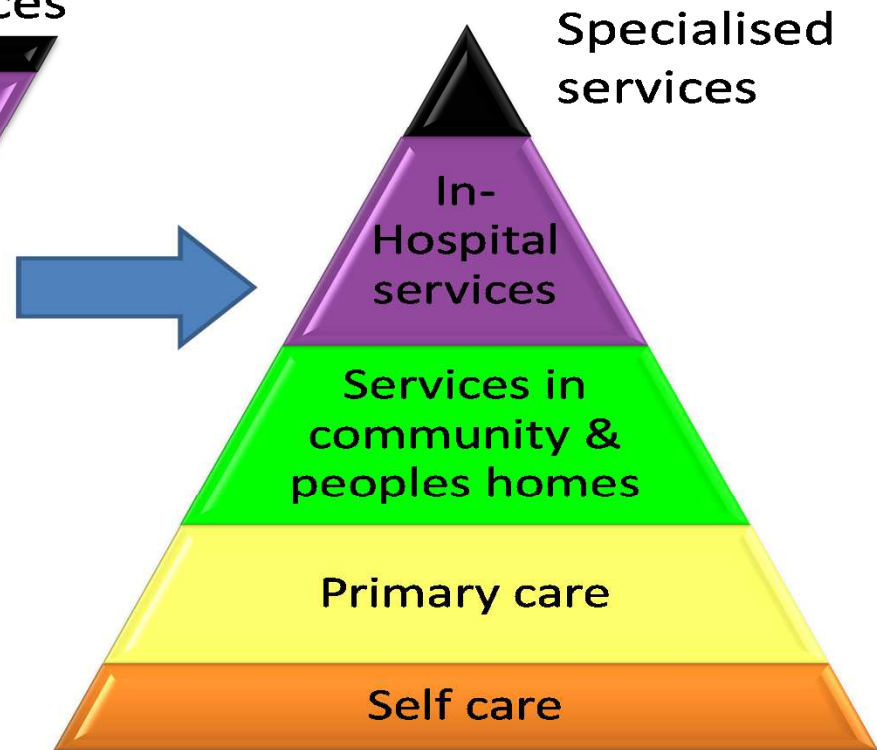 Specialised
services
In-
Hospital
services
Services in
community &
peoples homes
Primary care
Self care